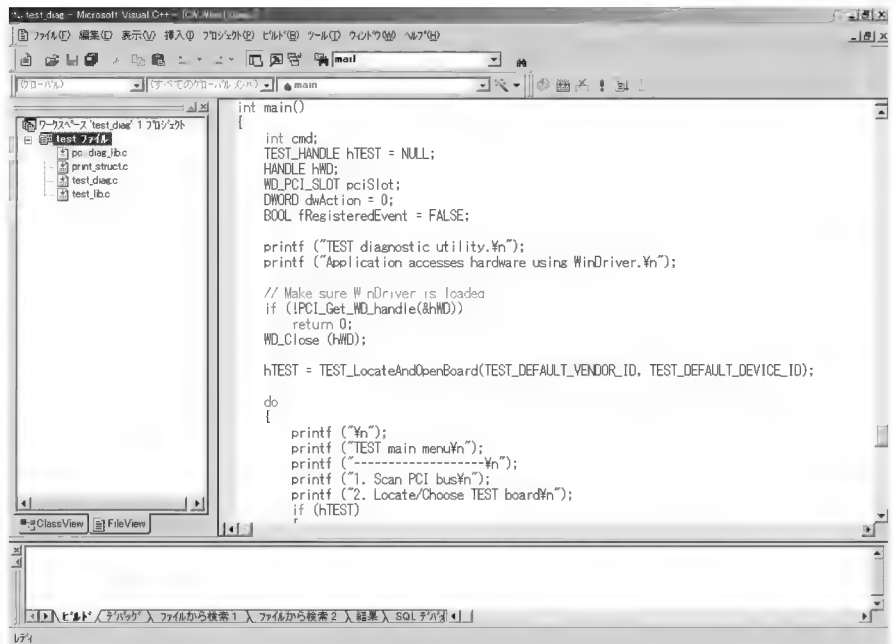 test_diag - Microsoft Visual C++ -
ファイル(F) 編集(E) 表示(V) 挿入(I) プロジェクト(P) ビルド(B) ツール(T) ウィンドウ(W) ヘルプ(H)
mail
(グローバル) (すべてのグローバル メンバ) main
ワークスペース 'test_diag' 1 プロジェクト
test ファイル
pc_diag_lib.c
print_struct.c
test_diag.c
test_lib.c
ClassView FileView
int main()
{
int cmd;
TEST_HANDLE hTEST = NULL;
HANDLE hWD;
WD_PCI_SLOT pciSlot;
DWORD dwAction = 0;
BOOL fRegisteredEvent = FALSE;
printf ("TEST diagnostic utility.¥n");
printf ("Application accesses hardware using WinDriver.¥n");
// Make sure WinDriver is loaded
if (!PCI_Get_WD_handle(&hWD))
return 0;
WD_Close (hWD);
hTEST = TEST_LocateAndOpenBoard(TEST_DEFAULT_VENDOR_ID, TEST_DEFAULT_DEVICE_ID);
do
{
printf ("¥n");
printf ("TEST main menu¥n");
printf ("-------------------¥n");
printf ("1. Scan PCI bus¥n");
printf ("2. Locate/Choose TEST board¥n");
if (hTEST)
{
ビルド デバッグ ファイルから検索 1 ファイルから検索 2 結果 SQL デバッグ
レディ